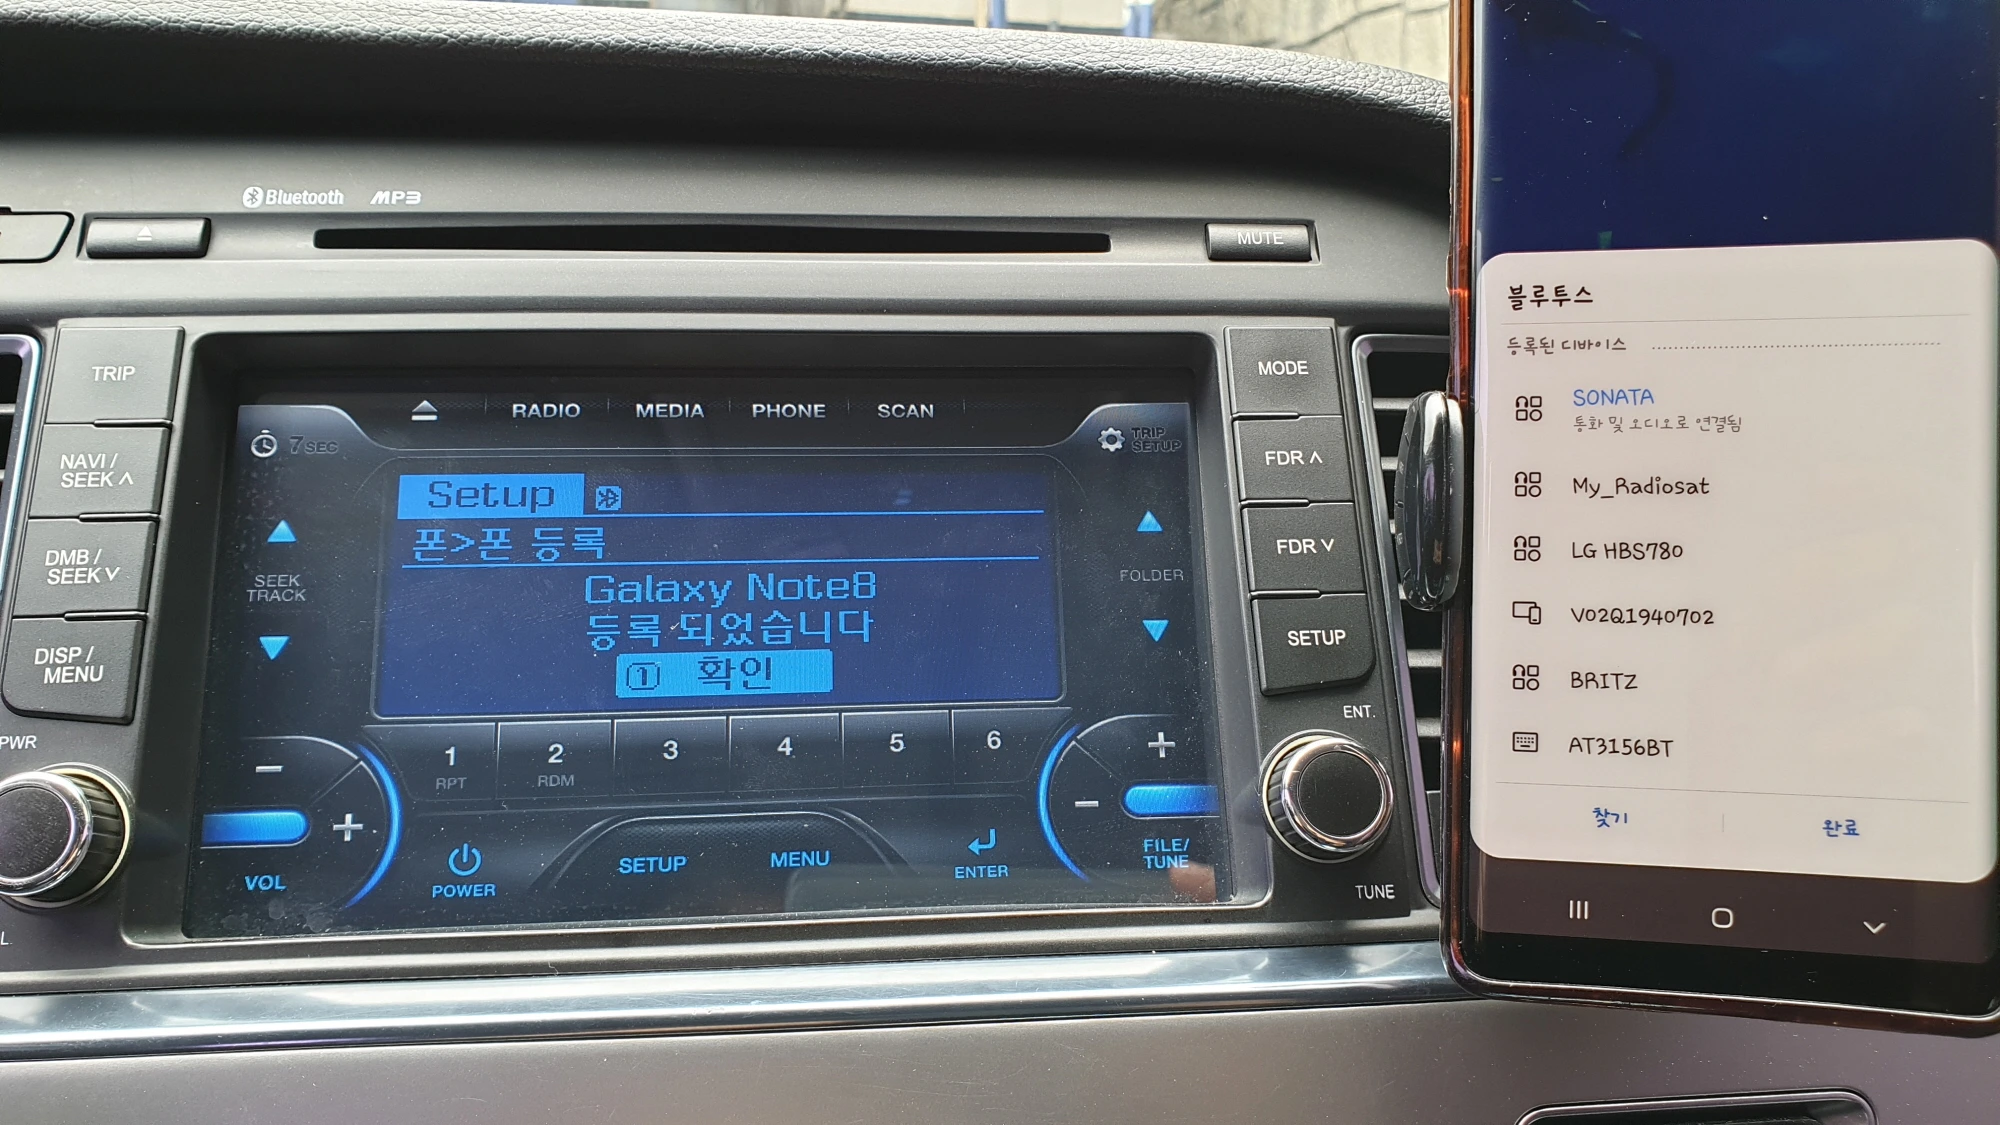 Bluetooth MP3
MUTE
TRIP
NAVI /
SEEK ∧
DMB /
SEEK ∨
DISP /
MENU
PWR
RADIO MEDIA PHONE SCAN
7 SEC
TRIP
SETUP
SEEK
TRACK
Setup
폰>폰 등록
Galaxy Note8
등록 되었습니다
① 확인
FOLDER
1 2 3 4 5 6
RPT RDM
− +
VOL
POWER
SETUP
MENU
ENTER
+ −
FILE/
TUNE
MODE
FDR ∧
FDR ∨
SETUP
ENT.
TUNE
블루투스
등록된 디바이스
SONATA
통화 및 오디오로 연결됨
My_Radiosat
LG HBS780
V02Q1940702
BRITZ
AT3156BT
찾기 완료